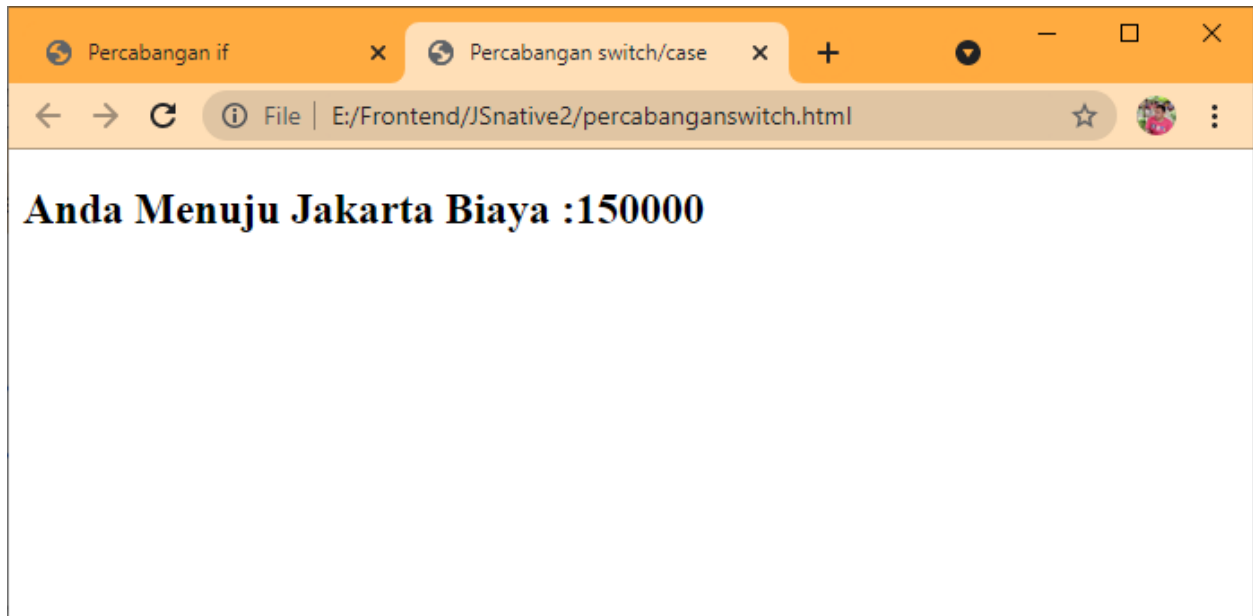 Percabangan if
Percabangan switch/case
File | E:/Frontend/JSnative2/percabanganswitch.html
Anda Menuju Jakarta Biaya :150000